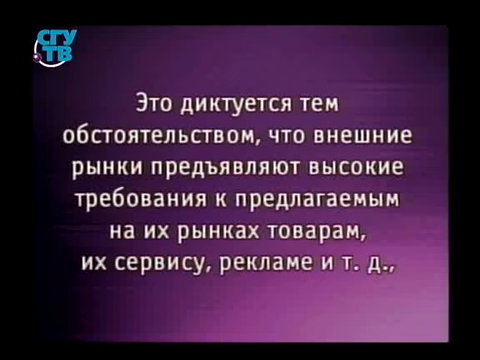 СГУ
ТВ
Это диктуется тем
обстоятельством, что внешние
рынки предъявляют высокие
требования к предлагаемым
на их рынках товарам,
их сервису, рекламе и т. д.,